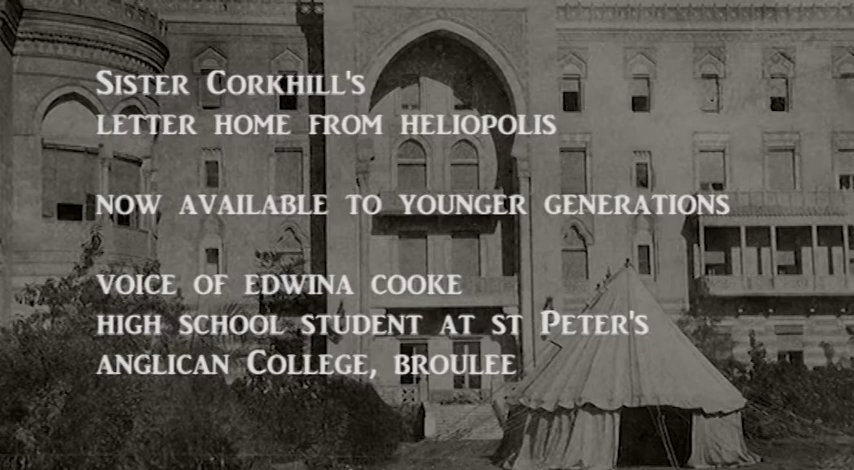 Sister Corkhill's
letter home from heliopolis
now available to younger generations
voice of edwina cooke
high school student at st Peter's
anglican College, broulee